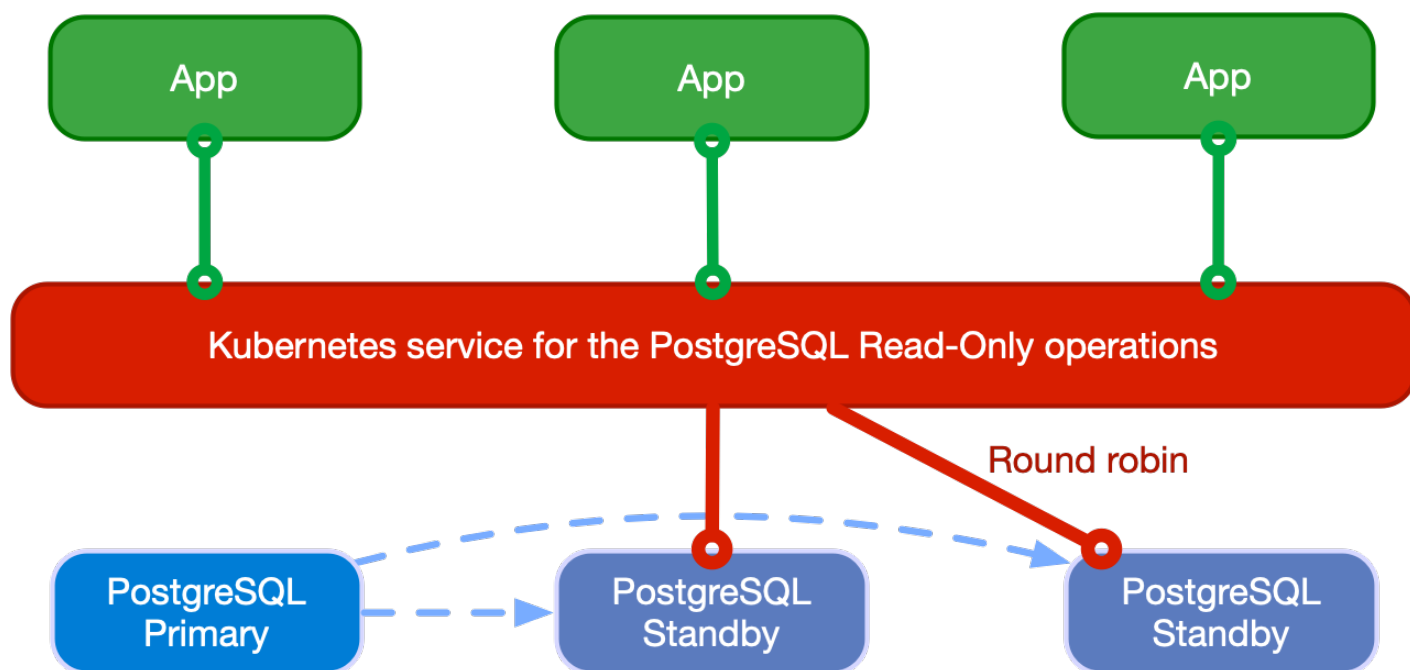 App
App
App
Kubernetes service for the PostgreSQL Read-Only operations
Round robin
PostgreSQL
Primary
PostgreSQL
Standby
PostgreSQL
Standby